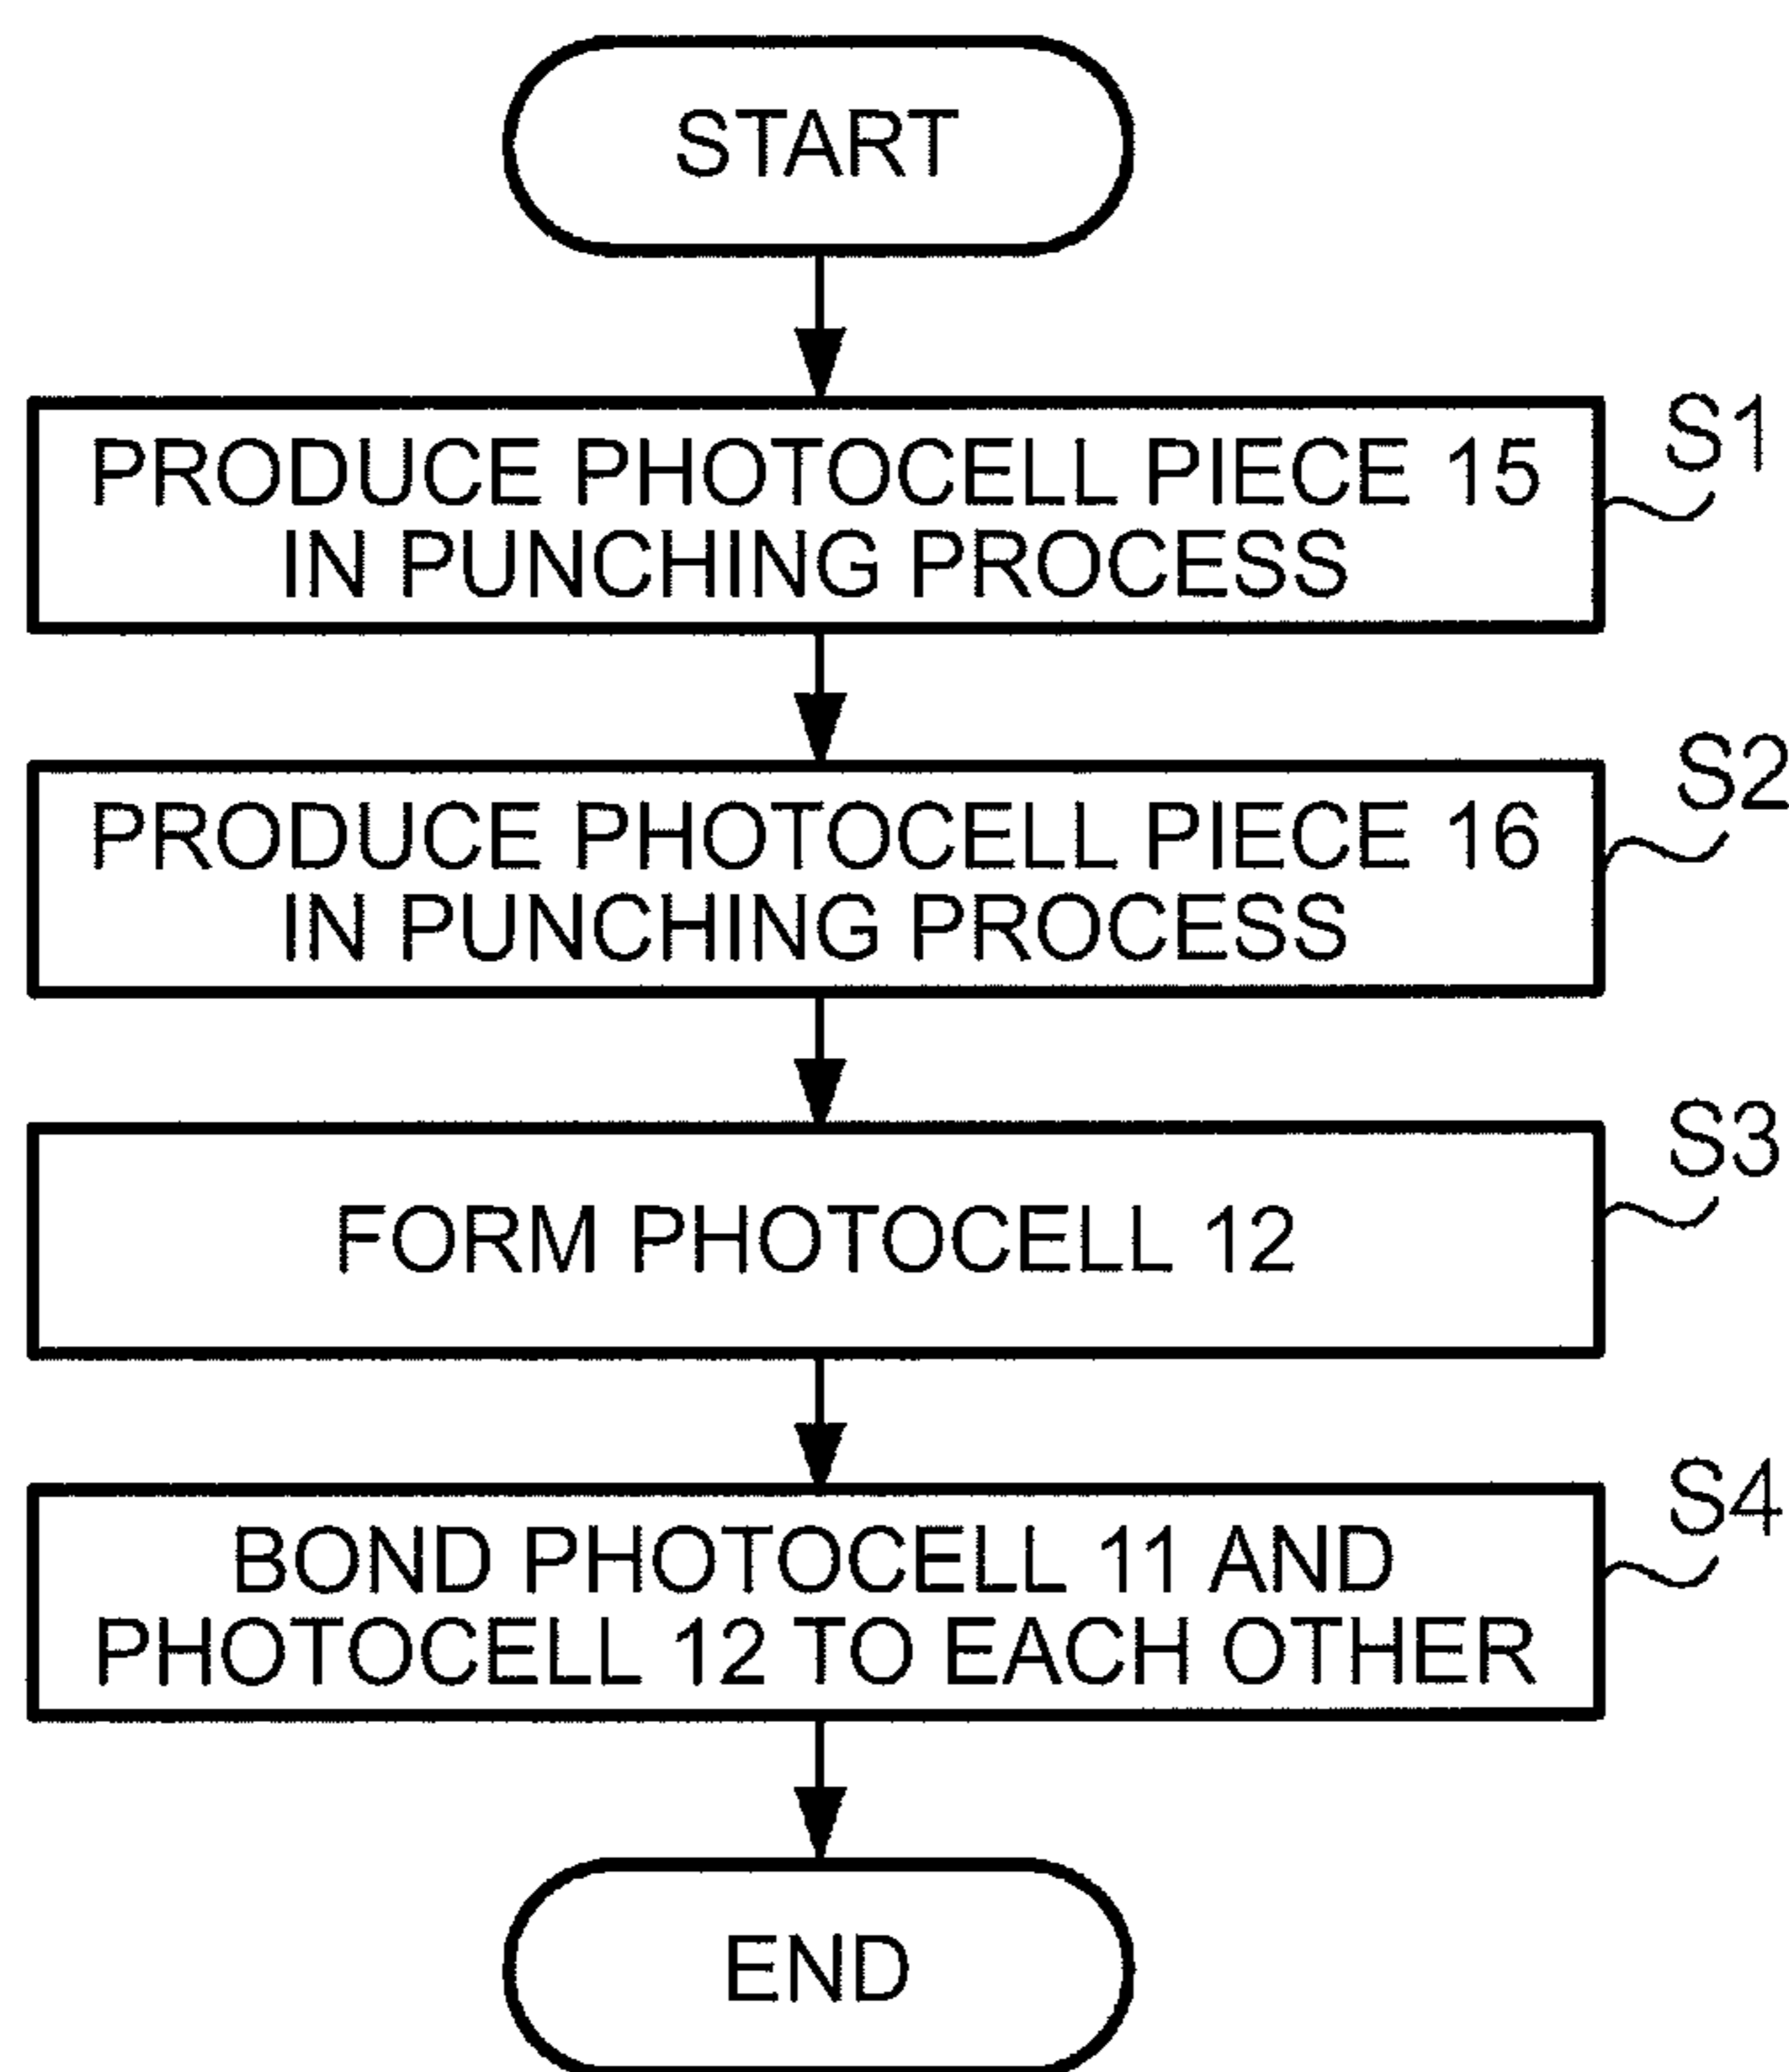 START
PRODUCE PHOTOCELL PIECE 15
IN PUNCHING PROCESS
S1
PRODUCE PHOTOCELL PIECE 16
IN PUNCHING PROCESS
S2
FORM PHOTOCELL 12
S3
BOND PHOTOCELL 11 AND
PHOTOCELL 12 TO EACH OTHER
S4
END